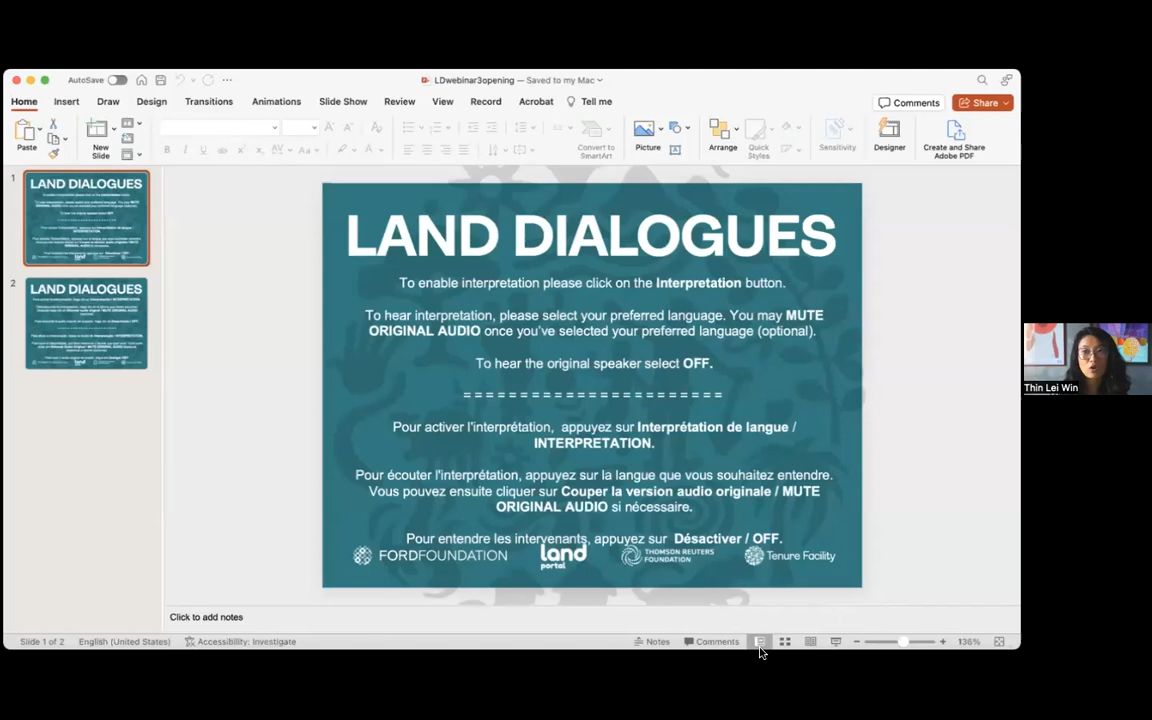 AutoSave
LDwebinar3opening — Saved to my Mac
Home Insert Draw Design Transitions Animations Slide Show Review View Record Acrobat Tell me
Comments Share
Paste
New Slide
Convert to SmartArt
Picture
Arrange
Quick Styles
Sensitivity
Designer
Create and Share Adobe PDF
1
LAND DIALOGUES
2
LAND DIALOGUES
LAND DIALOGUES
To enable interpretation please click on the Interpretation button.
To hear interpretation, please select your preferred language. You may MUTE
ORIGINAL AUDIO once you've selected your preferred language (optional).
To hear the original speaker select OFF.
= = = = = = = = = = = = = = = = = = = = = = =
Pour activer l'interprétation, appuyez sur Interprétation de langue /
INTERPRETATION.
Pour écouter l'interprétation, appuyez sur la langue que vous souhaitez entendre.
Vous pouvez ensuite cliquer sur Couper la version audio originale / MUTE
ORIGINAL AUDIO si nécessaire.
Pour entendre les intervenants, appuyez sur Désactiver / OFF.
FORDFOUNDATION
land
portal
THOMSON REUTERS
FOUNDATION
Tenure Facility
Thin Lei Win
Click to add notes
Slide 1 of 2 English (United States) Accessibility: Investigate Notes Comments 136%